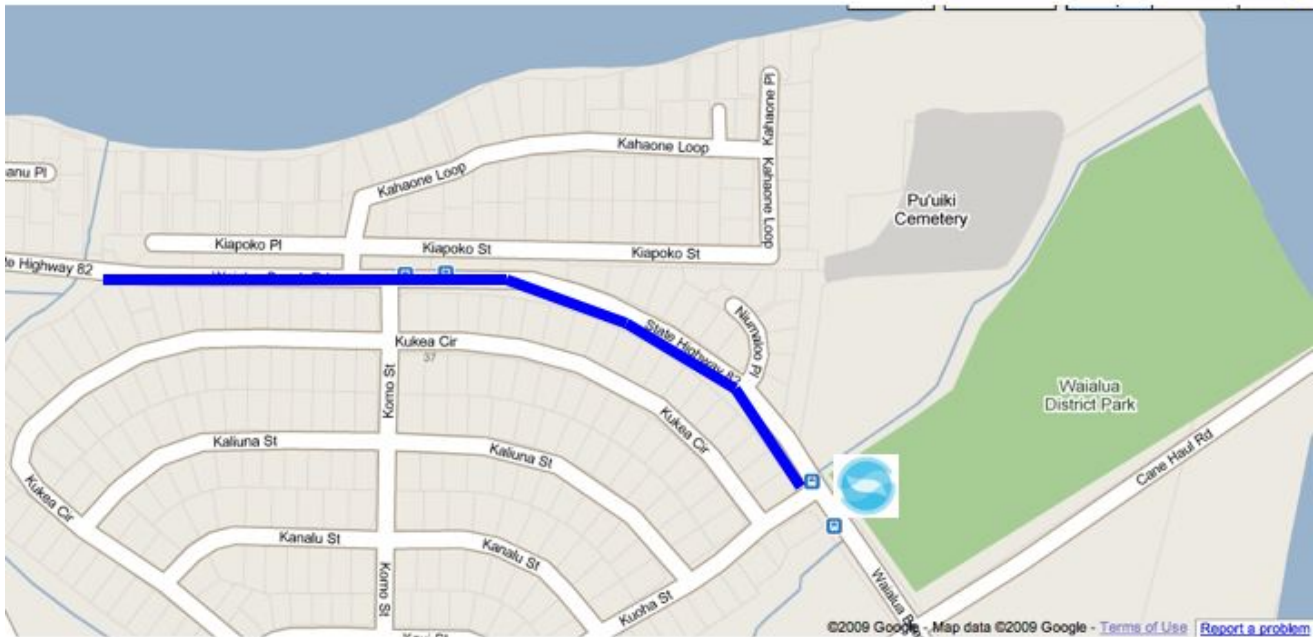 Kahaone Pl
Kahaone Loop
Kahaone Loop
Kahaone Loop
anu Pl
Pu'uiki
Cemetery
Kiapoko Pl
Kiapoko St
Kiapoko St
Highway 82
Niumaloo Pl
State Highway 82
Kukea Cir
37
Komo St
Waialua
District Park
Kukea Cir
Kaliuna St
Kaliuna St
Cane Haul Rd
Kukea Cir
Kanalu St
Kanalu St
Komo St
Kuoha St
Waialua
©2009 Google - Map data ©2009 Google - Terms of Use
Report a problem